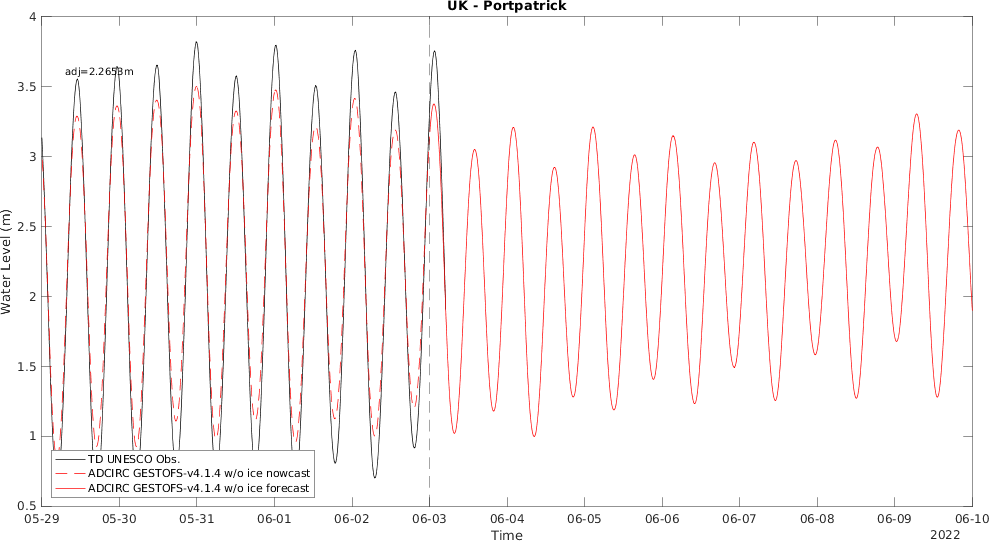 UK - Portpatrick
4
adj=2.2653m
3.5
3
2.5
Water Level (m)
2
1.5
1
TD UNESCO Obs.
ADCIRC GESTOFS-v4.1.4 w/o ice nowcast
ADCIRC GESTOFS-v4.1.4 w/o ice forecast
0.5
05-29 05-30 05-31 06-01 06-02 06-03 06-04 06-05 06-06 06-07 06-08 06-09 06-10
Time
2022